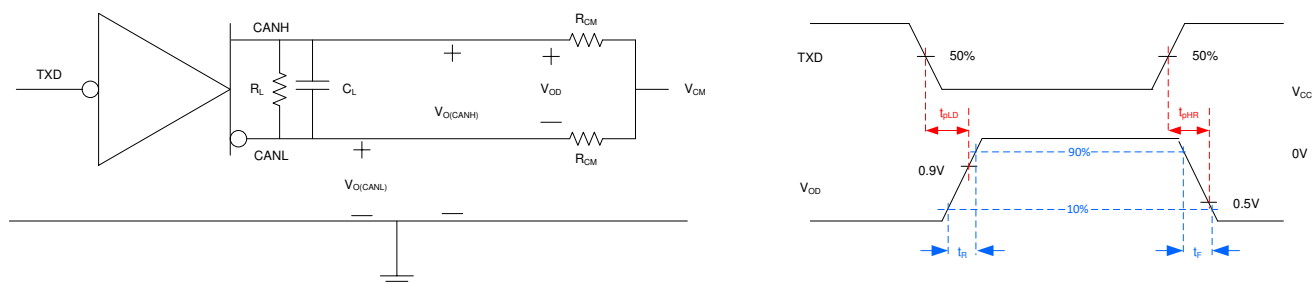 TXD
CANH
CANL
RL
CL
VO(CANH)
VO(CANL)
VOD
RCM
RCM
VCM
TXD
50%
50%
VCC
tpLD
tpHR
0V
90%
0.9V
VOD
10%
0.5V
tR
tF